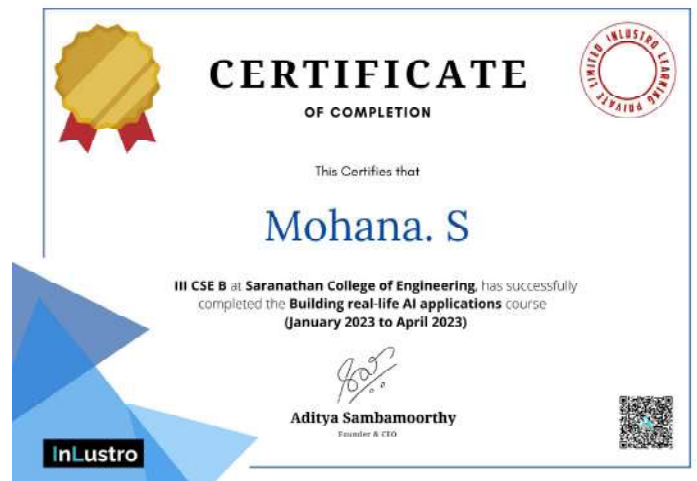 CERTIFICATE
INLUSTRO LEARNING PRIVATE LIMITED
OF COMPLETION
This Certifies that
Mohana. S
III CSE B at Saranathan College of Engineering, has successfully
completed the Building real-life AI applications course
(January 2023 to April 2023)
Aditya Sambamoorthy
Founder & CEO
InLustro